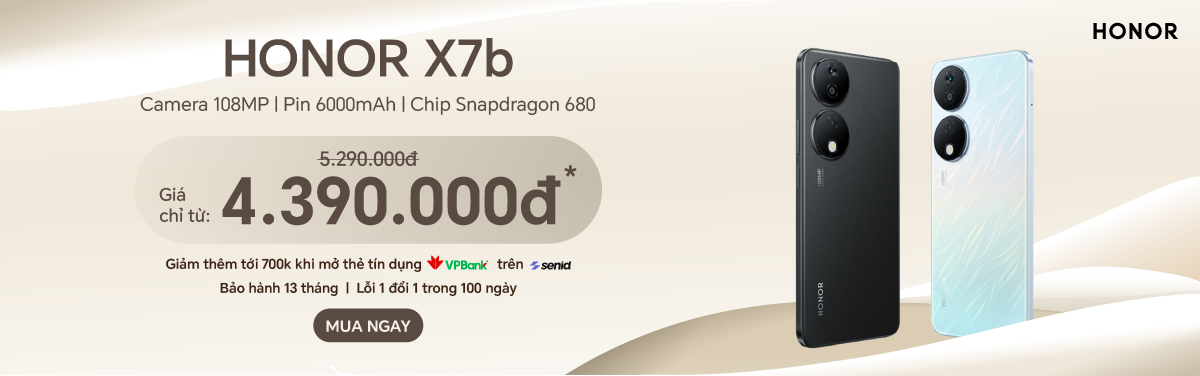 HONOR
HONOR X7b
Camera 108MP | Pin 6000mAh | Chip Snapdragon 680
5.290.000đ
Giá
chỉ từ: 4.390.000đ*
Giảm thêm tới 700k khi mở thẻ tín dụng VPBank trên senid
Bảo hành 13 tháng | Lỗi 1 đổi 1 trong 100 ngày
MUA NGAY
108MP
HONOR
HONOR